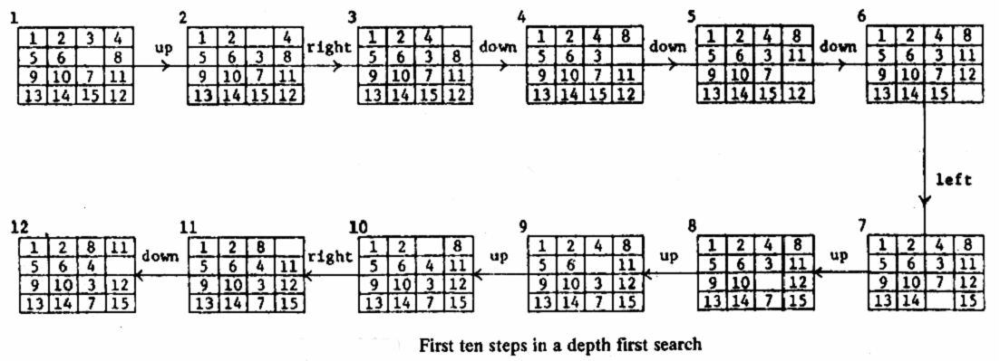 1
1 2 3 4
5 6 8
9 10 7 11
13 14 15 12
up
2
1 2 4
5 6 3 8
9 10 7 11
13 14 15 12
right
3
1 2 4
5 6 3 8
9 10 7 11
13 14 15 12
down
4
1 2 4 8
5 6 3
9 10 7 11
13 14 15 12
down
5
1 2 4 8
5 6 3 11
9 10 7
13 14 15 12
down
6
1 2 4 8
5 6 3 11
9 10 7 12
13 14 15
left
12
1 2 8 11
5 6 4
9 10 3 12
13 14 7 15
down
11
1 2 8
5 6 4 11
9 10 3 12
13 14 7 15
right
10
1 2 8
5 6 4 11
9 10 3 12
13 14 7 15
up
9
1 2 4 8
5 6 11
9 10 3 12
13 14 7 15
up
8
1 2 4 8
5 6 3 11
9 10 12
13 14 7 15
up
7
1 2 4 8
5 6 3 11
9 10 7 12
13 14 15
First ten steps in a depth first search